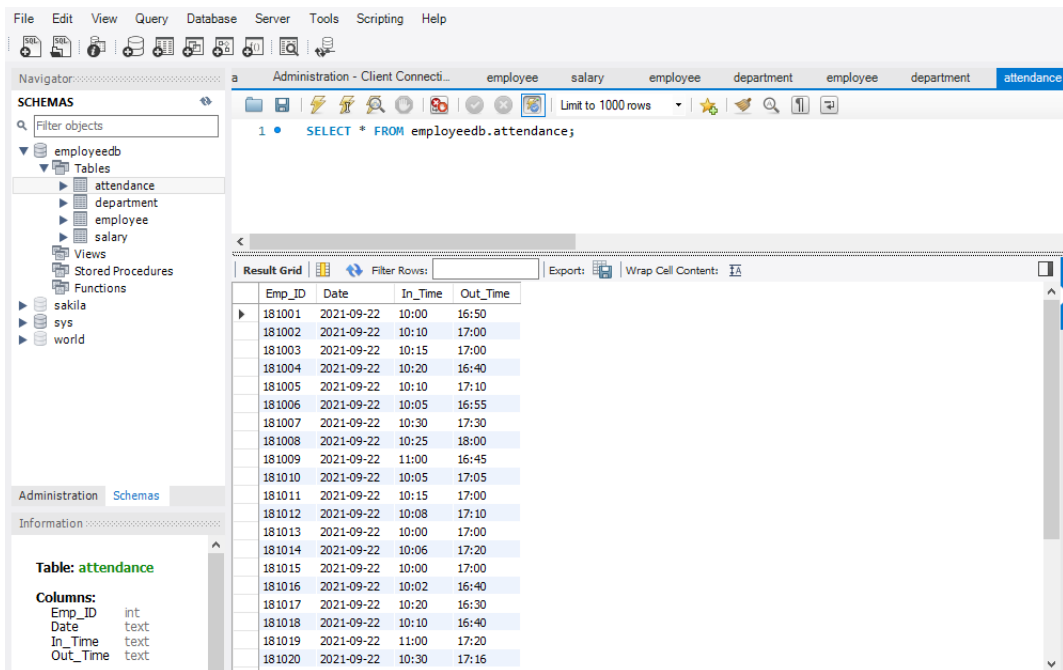 File Edit View Query Database Server Tools Scripting Help
Navigator
SCHEMAS
Filter objects
employeedb
Tables
attendance
department
employee
salary
Views
Stored Procedures
Functions
sakila
sys
world
Administration Schemas
Information
Table: attendance
Columns:
Emp_ID int
Date text
In_Time text
Out_Time text
a Administration - Client Connecti... employee salary employee department employee department attendance
Limit to 1000 rows
1 SELECT * FROM employeedb.attendance;
Result Grid Filter Rows: Export: Wrap Cell Content: IA
Emp_ID Date In_Time Out_Time
181001 2021-09-22 10:00 16:50
181002 2021-09-22 10:10 17:00
181003 2021-09-22 10:15 17:00
181004 2021-09-22 10:20 16:40
181005 2021-09-22 10:10 17:10
181006 2021-09-22 10:05 16:55
181007 2021-09-22 10:30 17:30
181008 2021-09-22 10:25 18:00
181009 2021-09-22 11:00 16:45
181010 2021-09-22 10:05 17:05
181011 2021-09-22 10:15 17:00
181012 2021-09-22 10:08 17:10
181013 2021-09-22 10:00 17:00
181014 2021-09-22 10:06 17:20
181015 2021-09-22 10:00 17:00
181016 2021-09-22 10:02 16:40
181017 2021-09-22 10:20 16:30
181018 2021-09-22 10:10 16:40
181019 2021-09-22 11:00 17:20
181020 2021-09-22 10:30 17:16